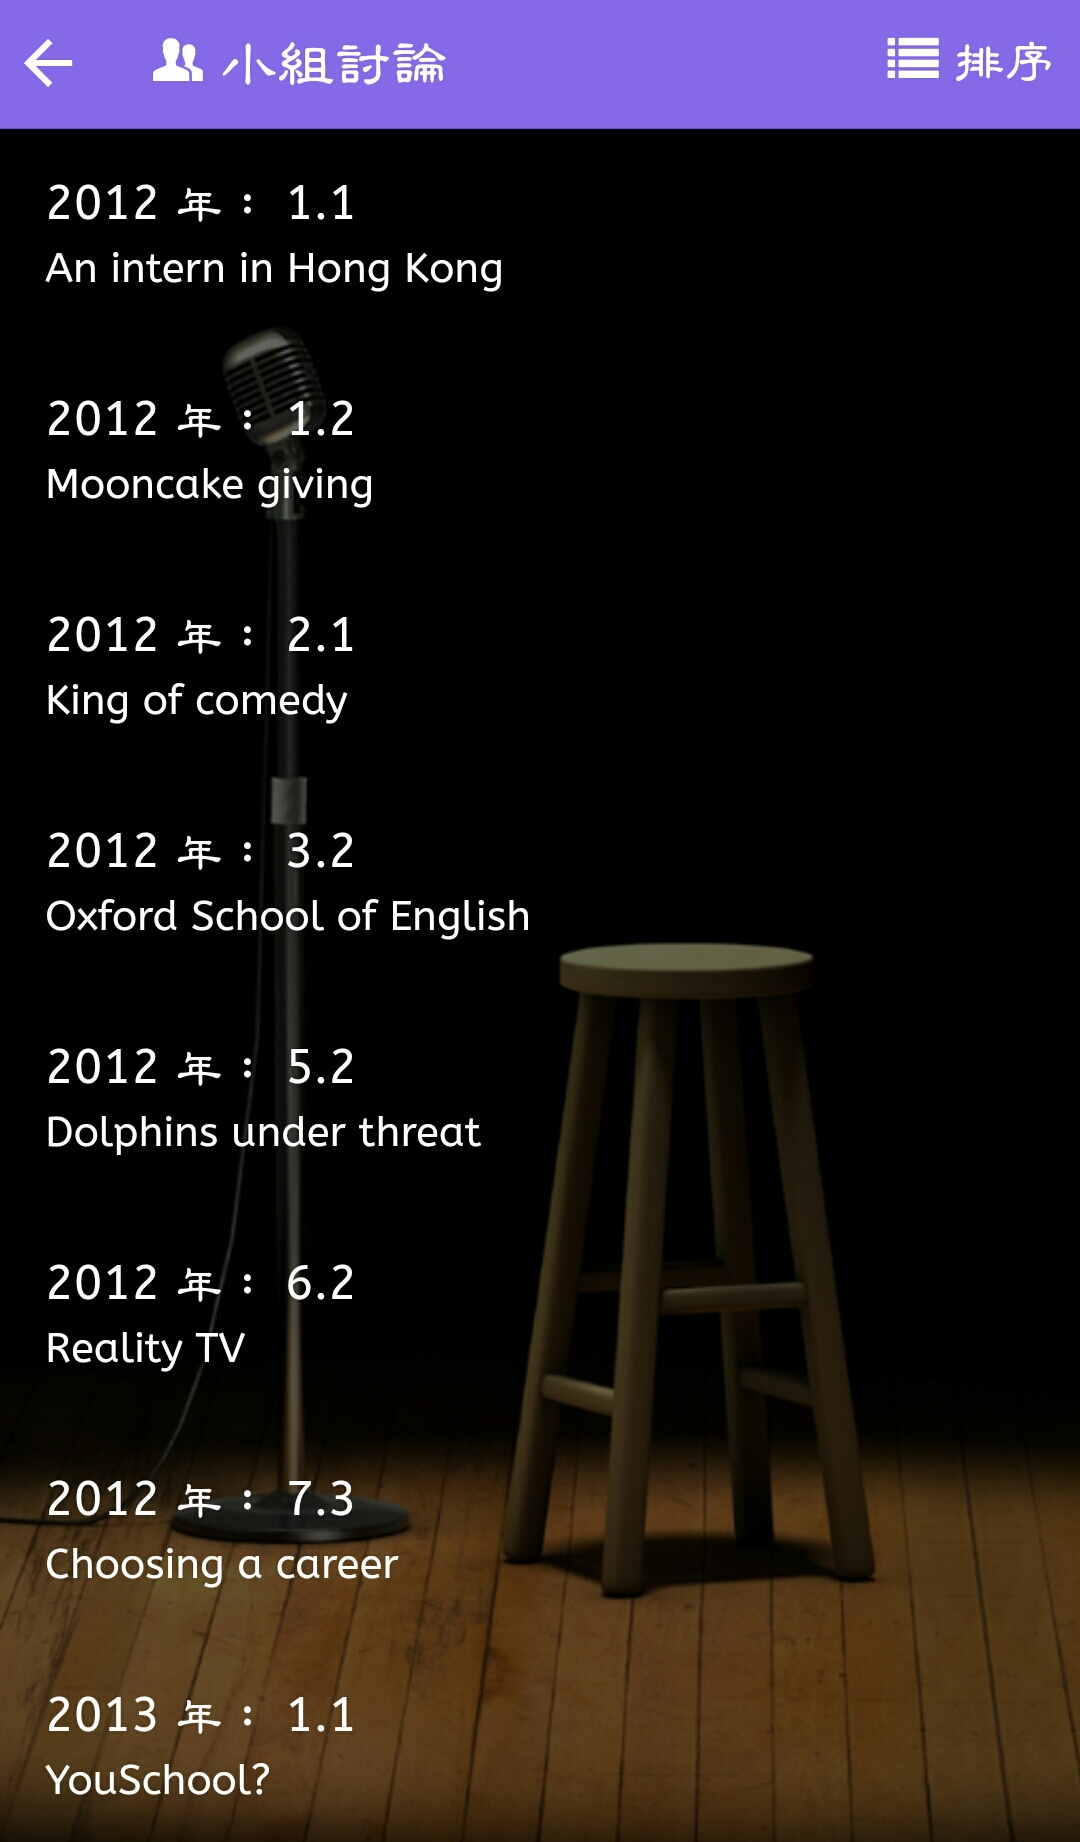 小組討論 排序
2012 年： 1.1
An intern in Hong Kong
2012 年： 1.2
Mooncake giving
2012 年： 2.1
King of comedy
2012 年： 3.2
Oxford School of English
2012 年： 5.2
Dolphins under threat
2012 年： 6.2
Reality TV
2012 年： 7.3
Choosing a career
2013 年： 1.1
YouSchool?